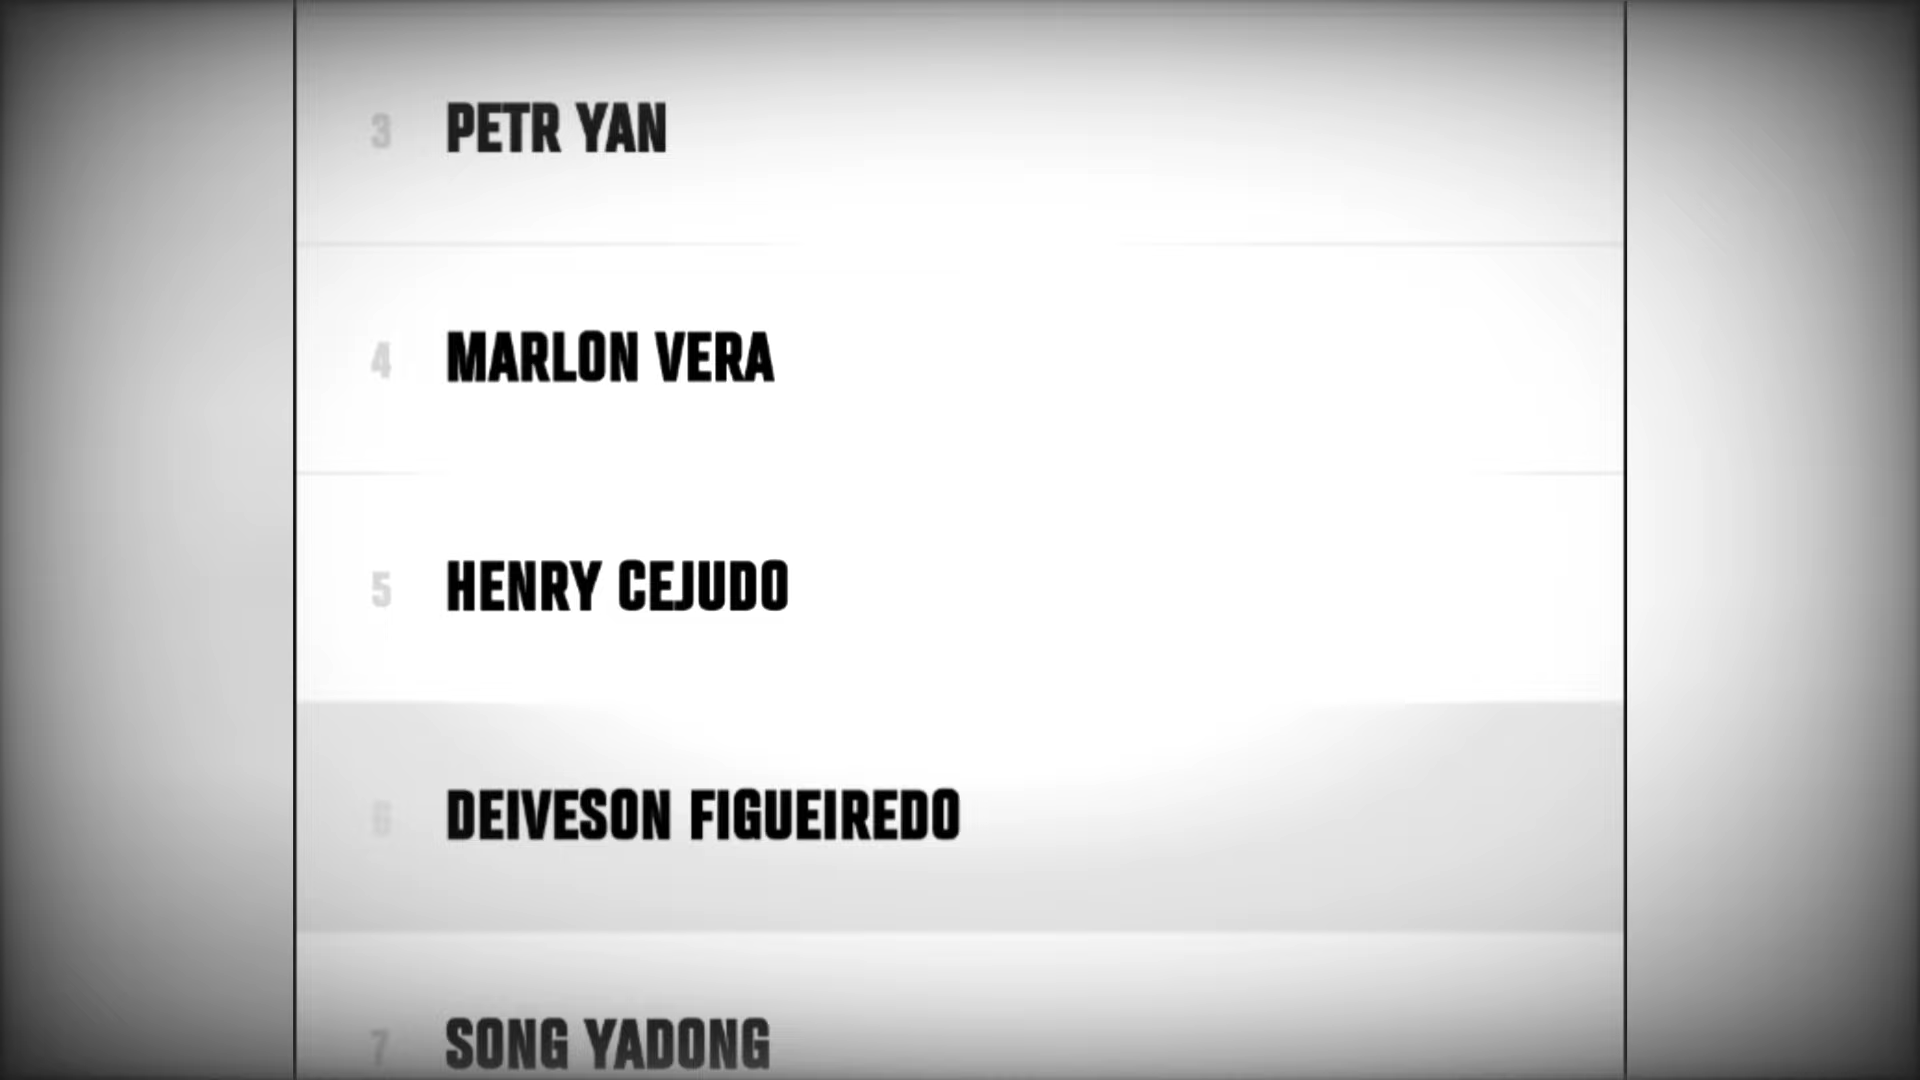 3 PETR YAN
4 MARLON VERA
5 HENRY CEJUDO
DEIVESON FIGUEIREDO
7 SONG YADONG